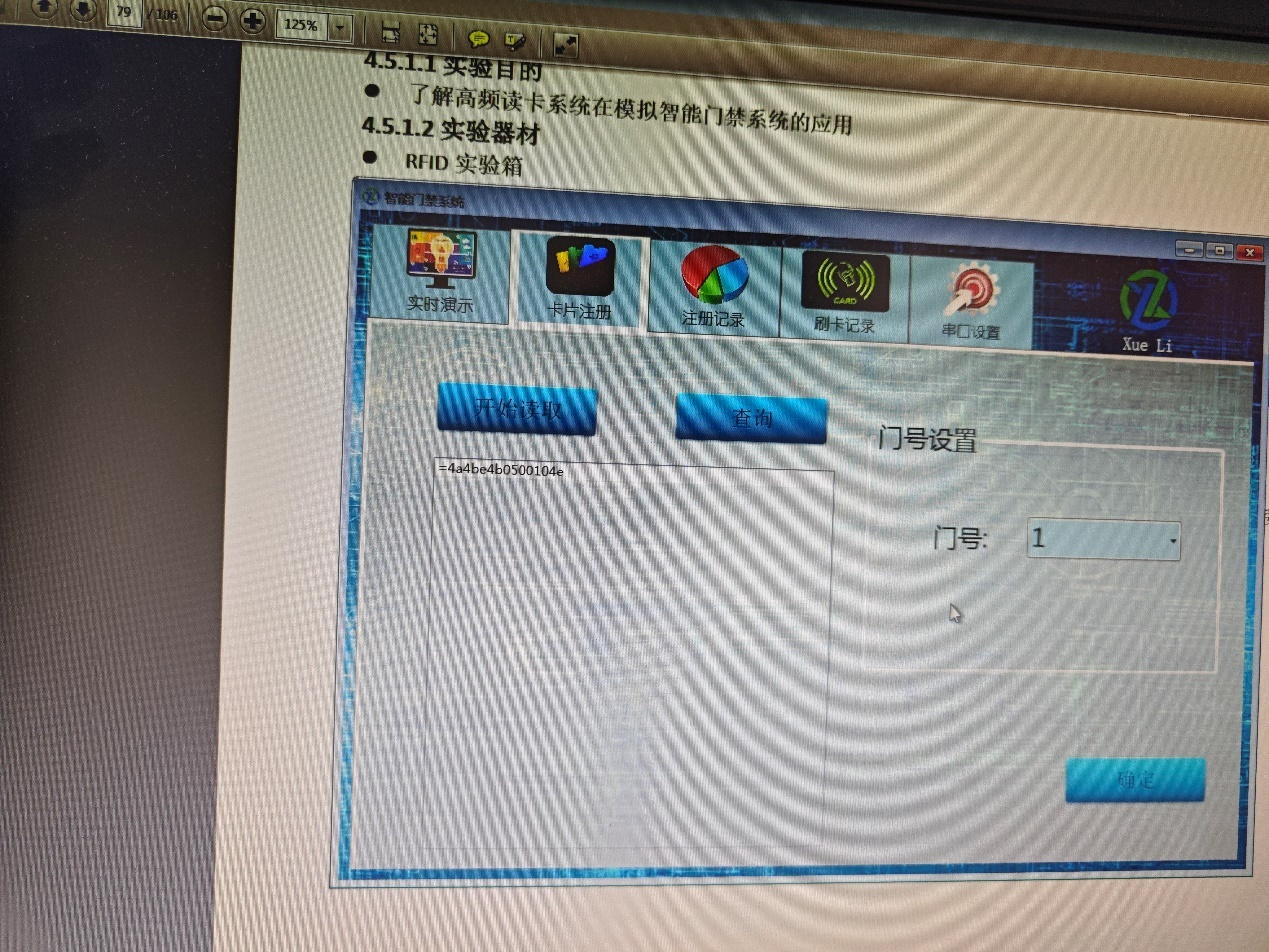 79 / 106 125%
4.5.1.1 实验目的
● 了解高频读卡系统在模拟智能门禁系统的应用
4.5.1.2 实验器材
● RFID 实验箱
智能门禁系统
实时演示 卡片注册 注册记录 刷卡记录 串口设置
CARD
Xue Li
开始读取 查询
门号设置
=4a4be4b0500104e
门号: 1
确定